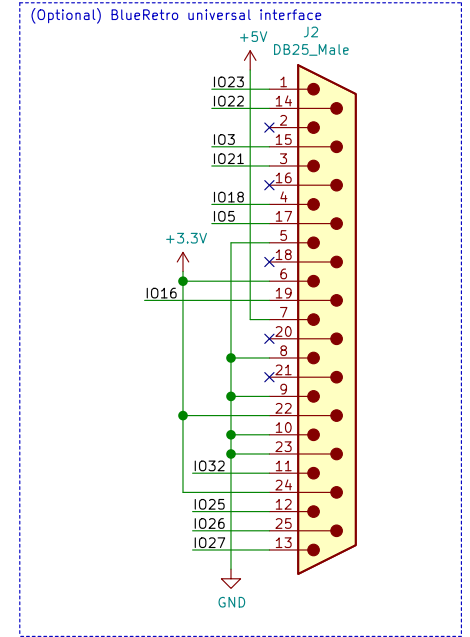 (Optional) BlueRetro universal interface
J2
+5V
DB25_Male
IO23 1
IO22 14
2
IO3 15
IO21 3
16
IO18 4
IO5 17
5
+3.3V
18
6
IO16 19
7
20
8
21
9
22
10
23
IO32 11
24
IO25 12
IO26 25
IO27 13
GND